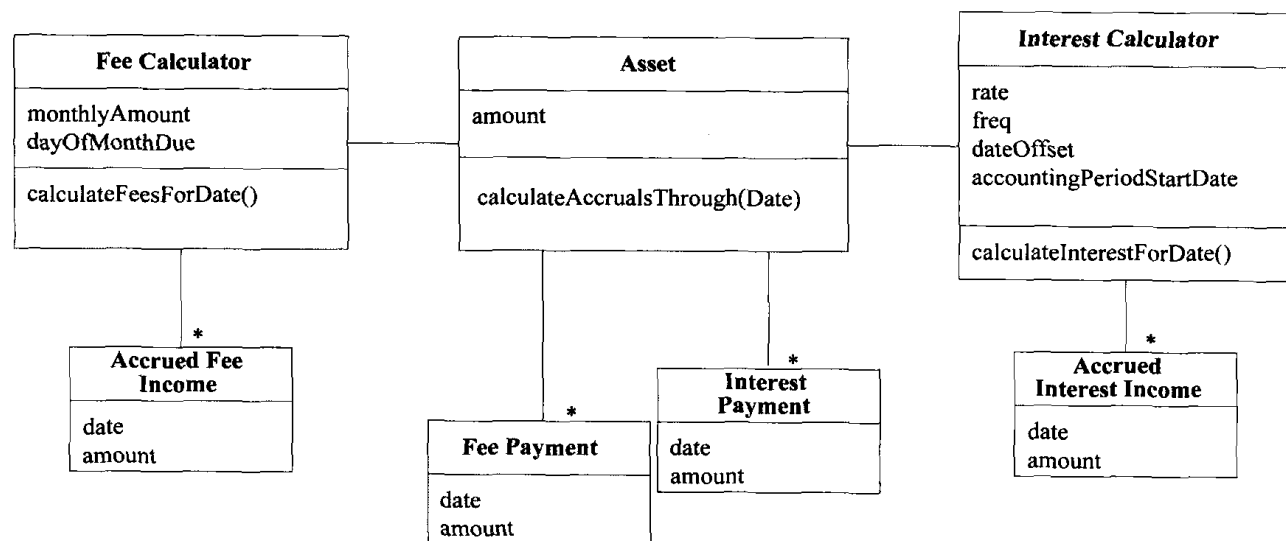 Fee Calculator
monthlyAmount
dayOfMonthDue
calculateFeesForDate()
Asset
amount
calculateAccrualsThrough(Date)
Interest Calculator
rate
freq
dateOffset
accountingPeriodStartDate
calculateInterestForDate()
*
Accrued Fee
Income
date
amount
*
Fee Payment
date
amount
*
Interest
Payment
date
amount
*
Accrued
Interest Income
date
amount